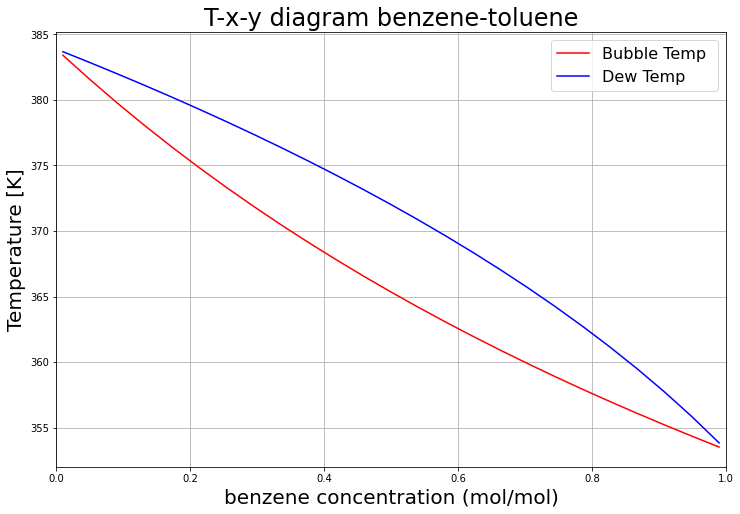 T-x-y diagram benzene-toluene
Bubble Temp
Dew Temp
Temperature [K]
385
380
375
370
365
360
355
0.0
0.2
0.4
0.6
0.8
1.0
benzene concentration (mol/mol)